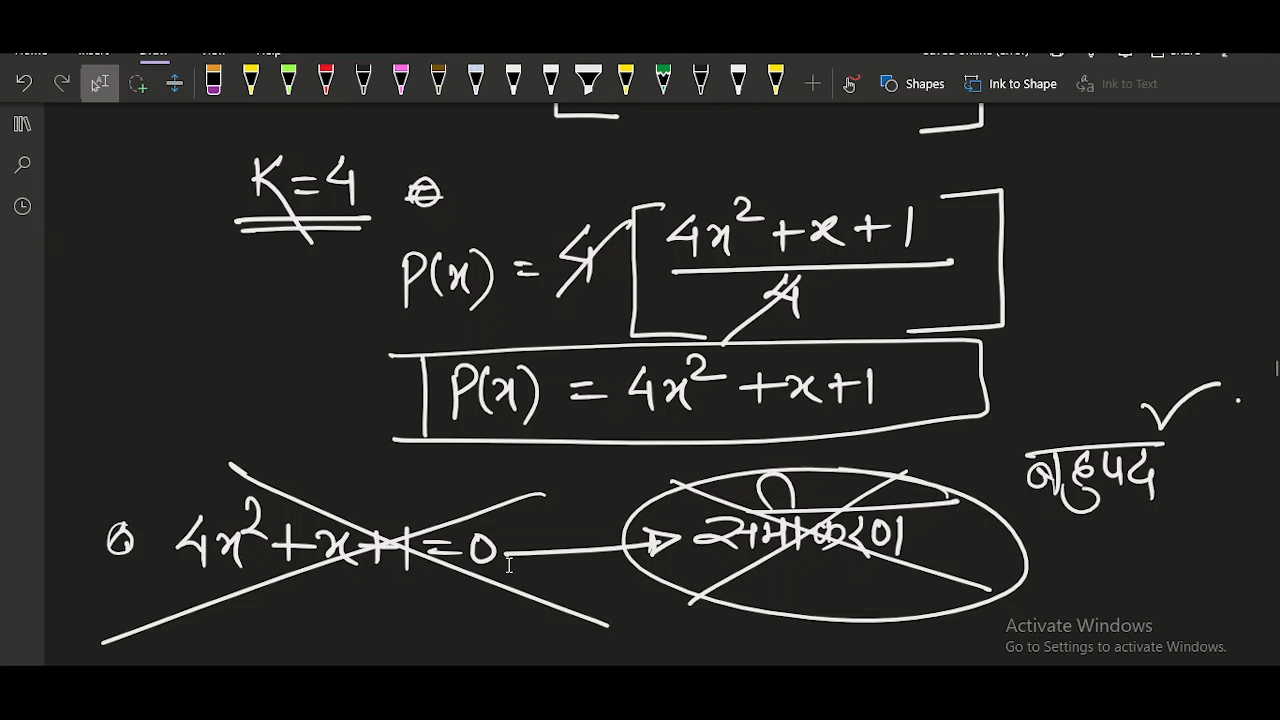 Shapes
Ink to Shape
Ink to Text
K=4
P(x) = 4 [ 4x² + x + 1
4 ]
P(x) = 4x² + x + 1
बहुपद ✓
4x² + x + 1 = 0 → समीकरण
Activate Windows
Go to Settings to activate Windows.